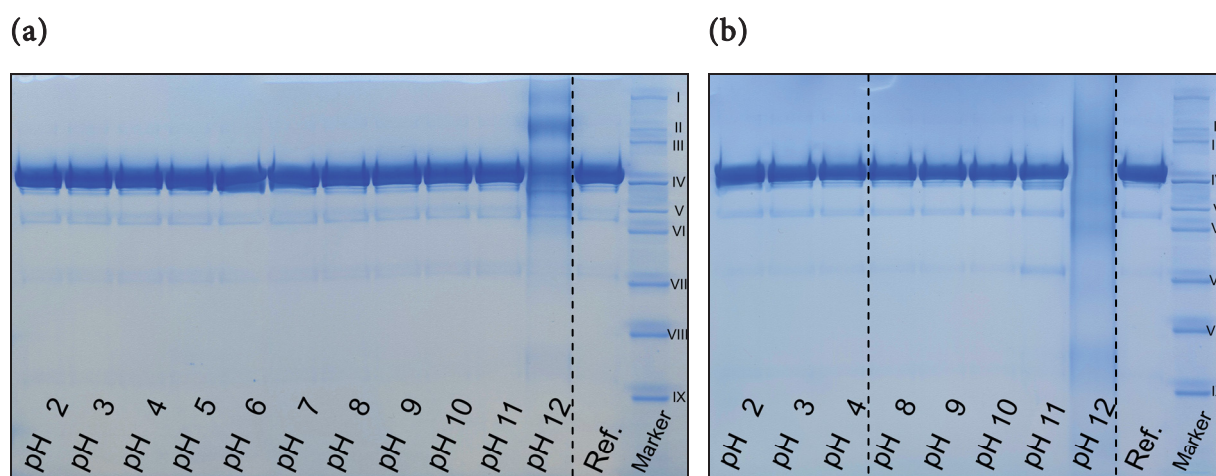 (a)
(b)
I
II
III
IV
V
VI
VII
VIII
IX
pH 2
pH 3
pH 4
pH 5
pH 6
pH 7
pH 8
pH 9
pH 10
pH 11
pH 12
Ref.
Marker
pH 2
pH 3
pH 4
pH 8
pH 9
pH 10
pH 11
pH 12
Ref.
Marker